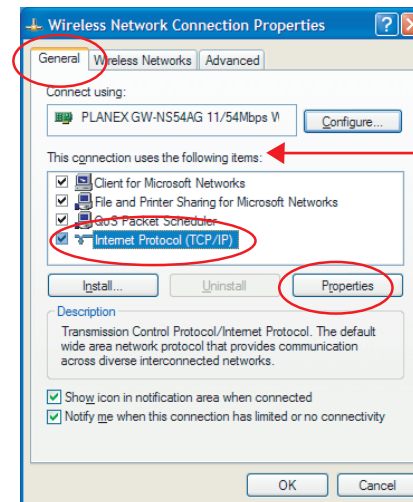 Wireless Network Connection Properties
General Wireless Networks Advanced
Connect using:
PLANEX GW-NS54AG 11/54Mbps
Configure...
This connection uses the following items:
Client for Microsoft Networks
File and Printer Sharing for Microsoft Networks
QoS Packet Scheduler
Internet Protocol (TCP/IP)
Install... Uninstall Properties
Description
Transmission Control Protocol/Internet Protocol. The default
wide area network protocol that provides communication
across diverse interconnected networks.
Show icon in notification area when connected
Notify me when this connection has limited or no connectivity
OK Cancel